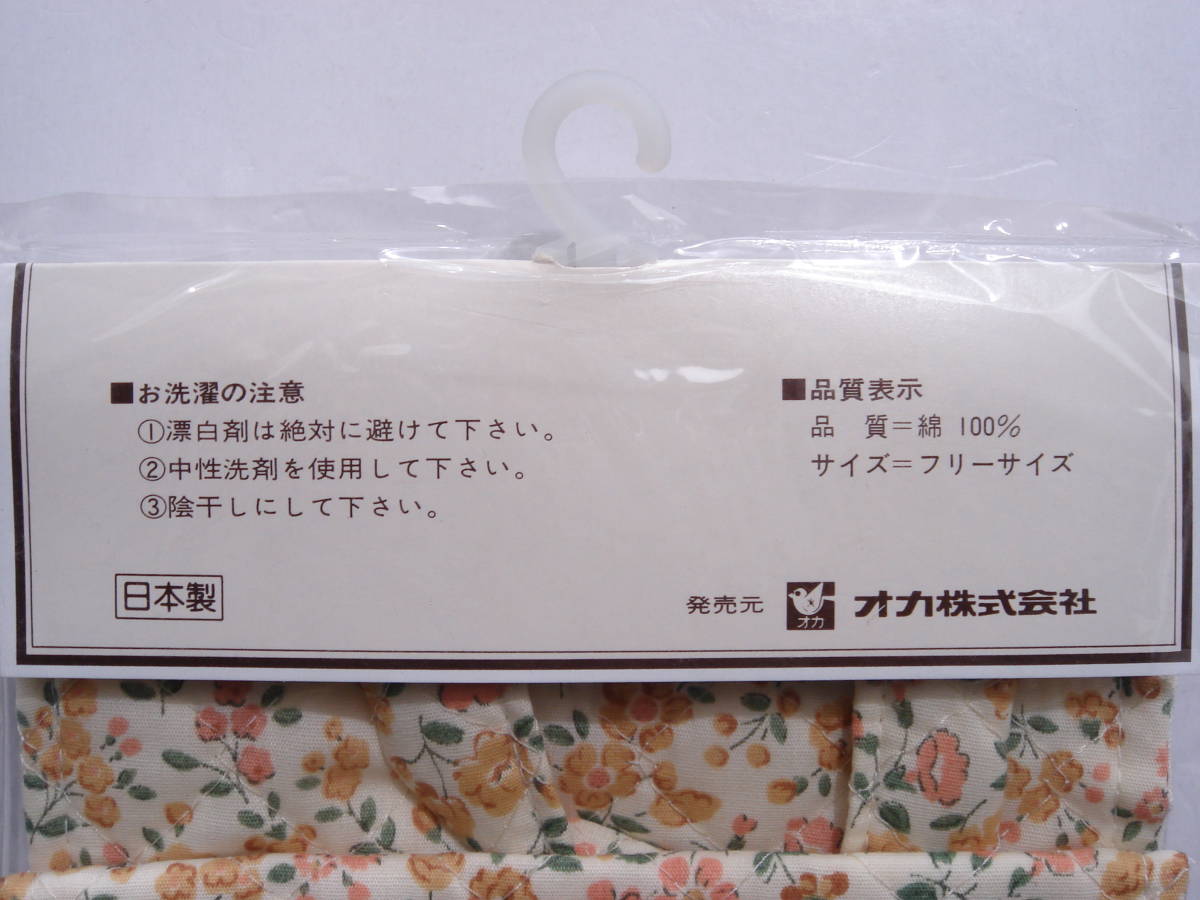 ■お洗濯の注意
①漂白剤は絶対に避けて下さい。
②中性洗剤を使用して下さい。
③陰干しにして下さい。
■品質表示
品　質＝綿 100%
サイズ＝フリーサイズ
日本製
発売元 オカ オカ株式会社